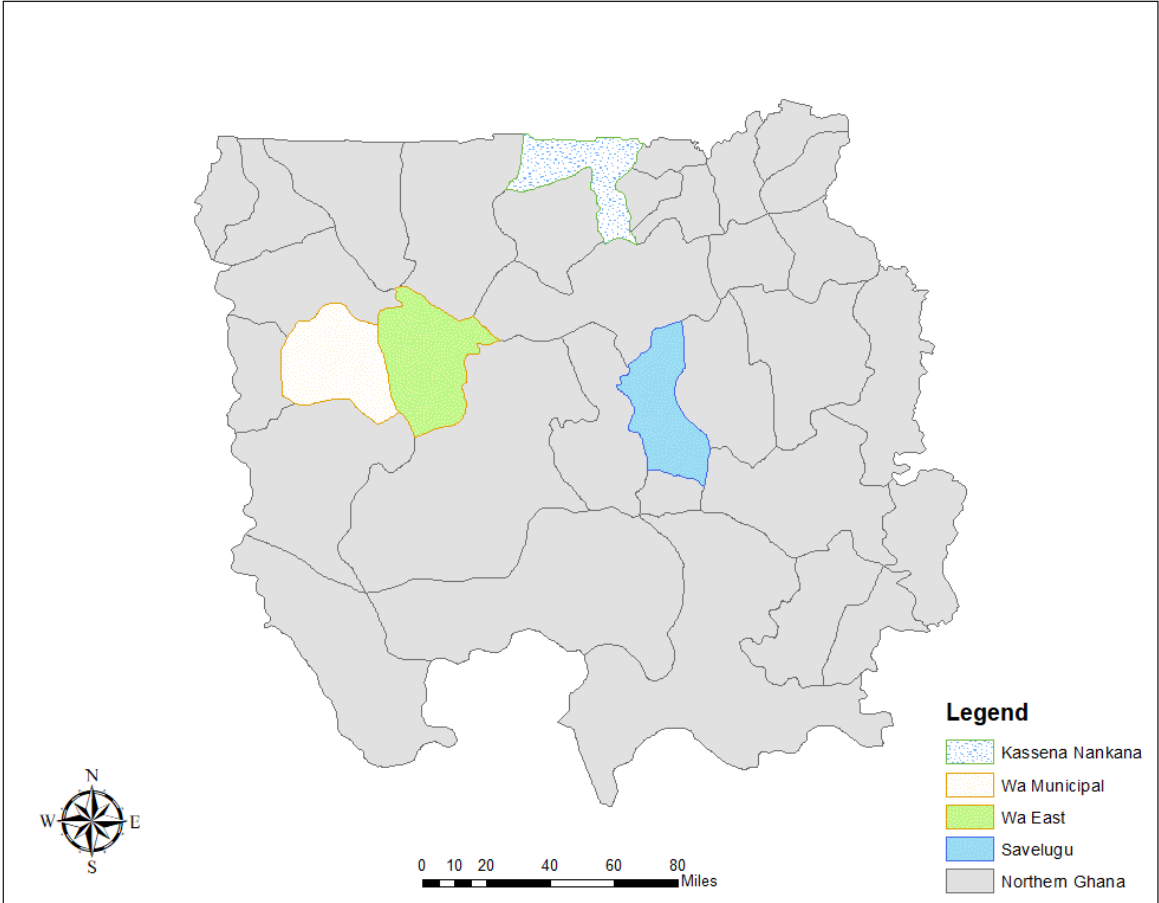 Legend
Kassena Nankana
Wa Municipal
Wa East
Savelugu
Northern Ghana
N
W E
S
0 10 20 40 60 80
Miles